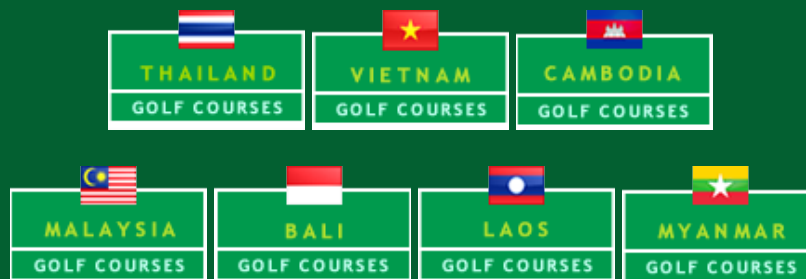 THAILAND
GOLF COURSES
VIETNAM
GOLF COURSES
CAMBODIA
GOLF COURSES
MALAYSIA
GOLF COURSES
BALI
GOLF COURSES
LAOS
GOLF COURSES
MYANMAR
GOLF COURSES